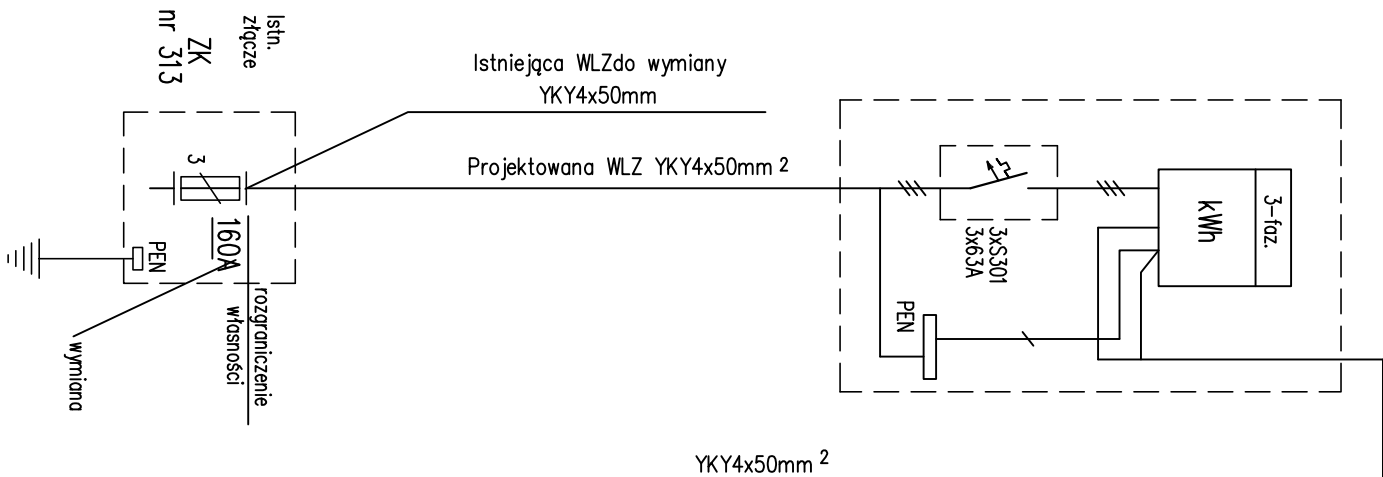 Istn.
złącze
ZK
nr 313
Istniejąca WLZdo wymiany
YKY4x50mm
Projektowana WLZ YKY4x50mm 2
3
160A
PEN
rozgraniczenie
własności
wymiana
3xS301
3x63A
PEN
kWh
3-faz.
YKY4x50mm 2